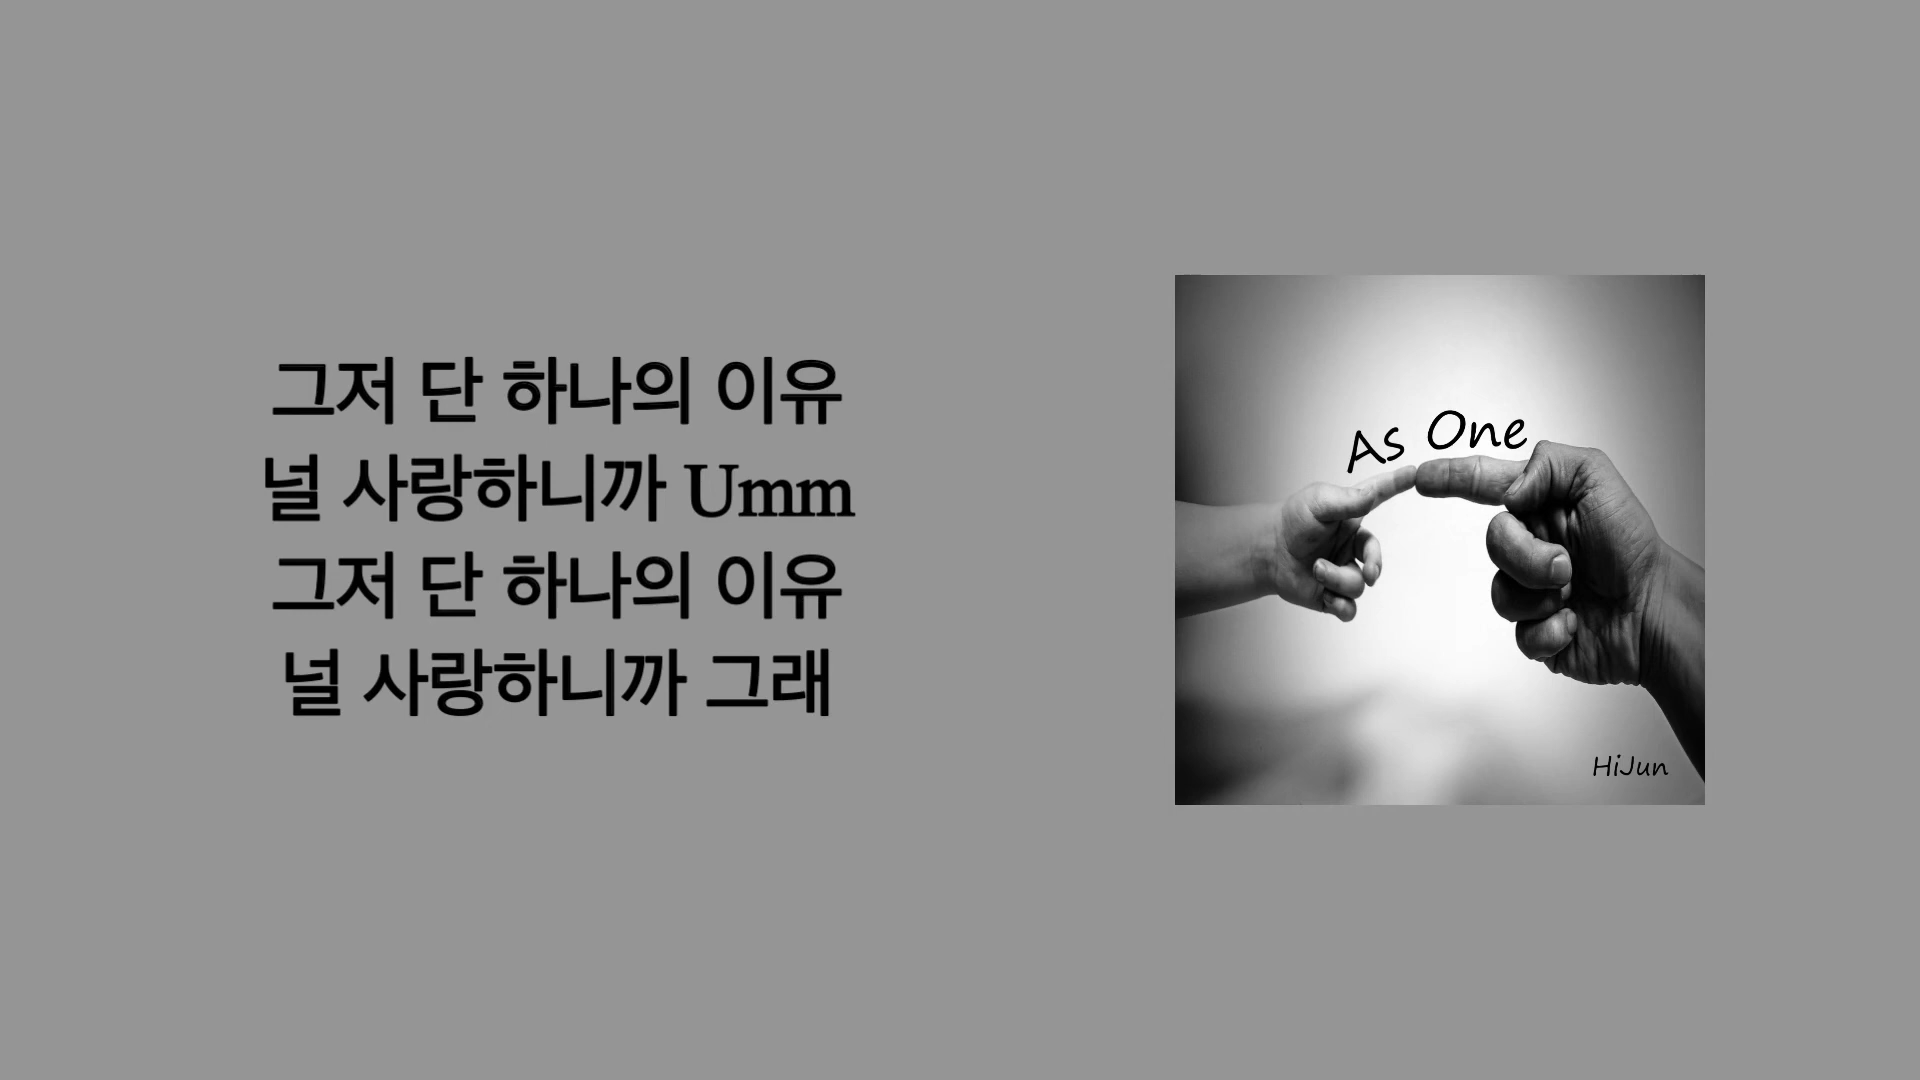 그저 단 하나의 이유
널 사랑하니까 Umm
그저 단 하나의 이유
널 사랑하니까 그래
As One
HiJun